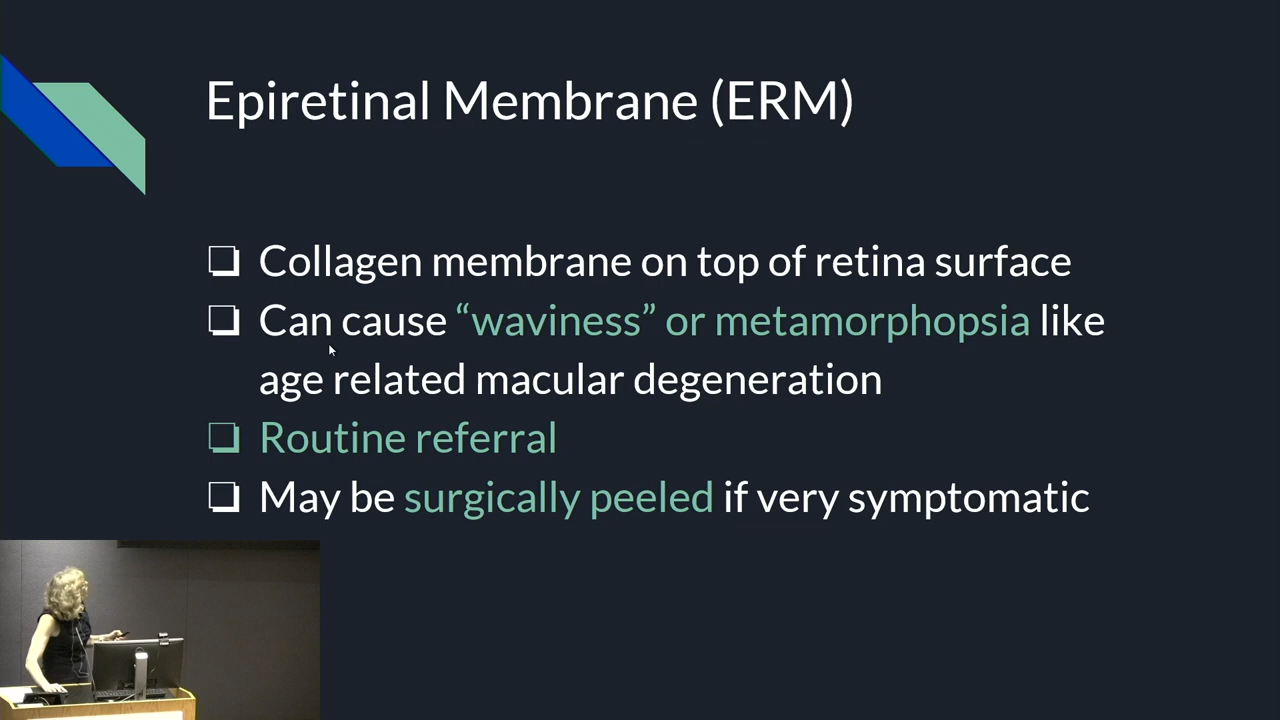 Epiretinal Membrane (ERM)
❏ Collagen membrane on top of retina surface
❏ Can cause “waviness” or metamorphopsia like
age related macular degeneration
❏ Routine referral
❏ May be surgically peeled if very symptomatic